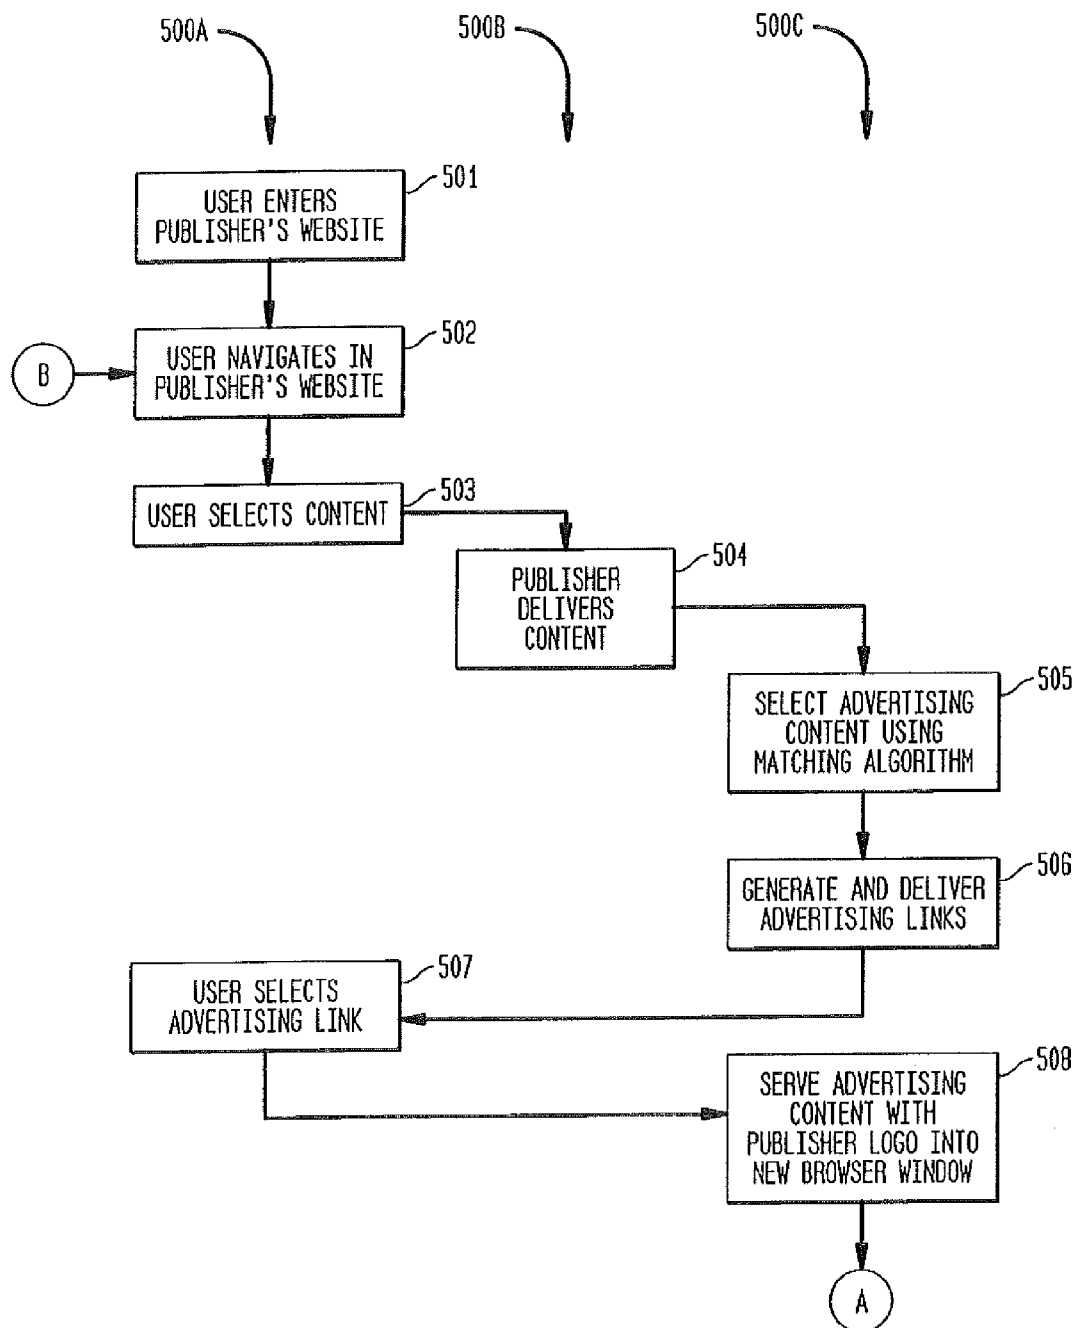 500A
500B
500C
501
USER ENTERS
PUBLISHER'S WEBSITE
502
USER NAVIGATES IN
PUBLISHER'S WEBSITE
B
503
USER SELECTS CONTENT
504
PUBLISHER
DELIVERS
CONTENT
505
SELECT ADVERTISING
CONTENT USING
MATCHING ALGORITHM
506
GENERATE AND DELIVER
ADVERTISING LINKS
507
USER SELECTS
ADVERTISING LINK
508
SERVE ADVERTISING
CONTENT WITH
PUBLISHER LOGO INTO
NEW BROWSER WINDOW
A